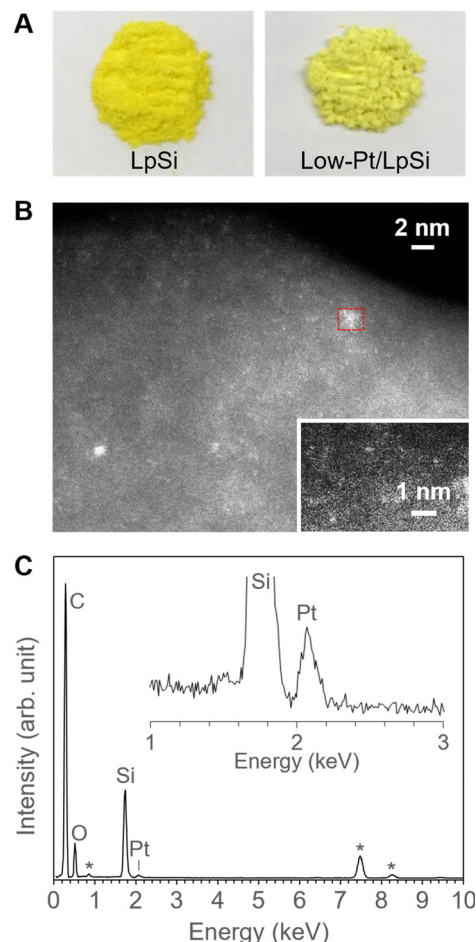 A
LpSi
Low-Pt/LpSi
B
2 nm
1 nm
C
C
Si
Pt
1 2 3
Energy (keV)
Si
O
*
Pt
*
*
Intensity (arb. unit)
0 1 2 3 4 5 6 7 8 9 10
Energy (keV)